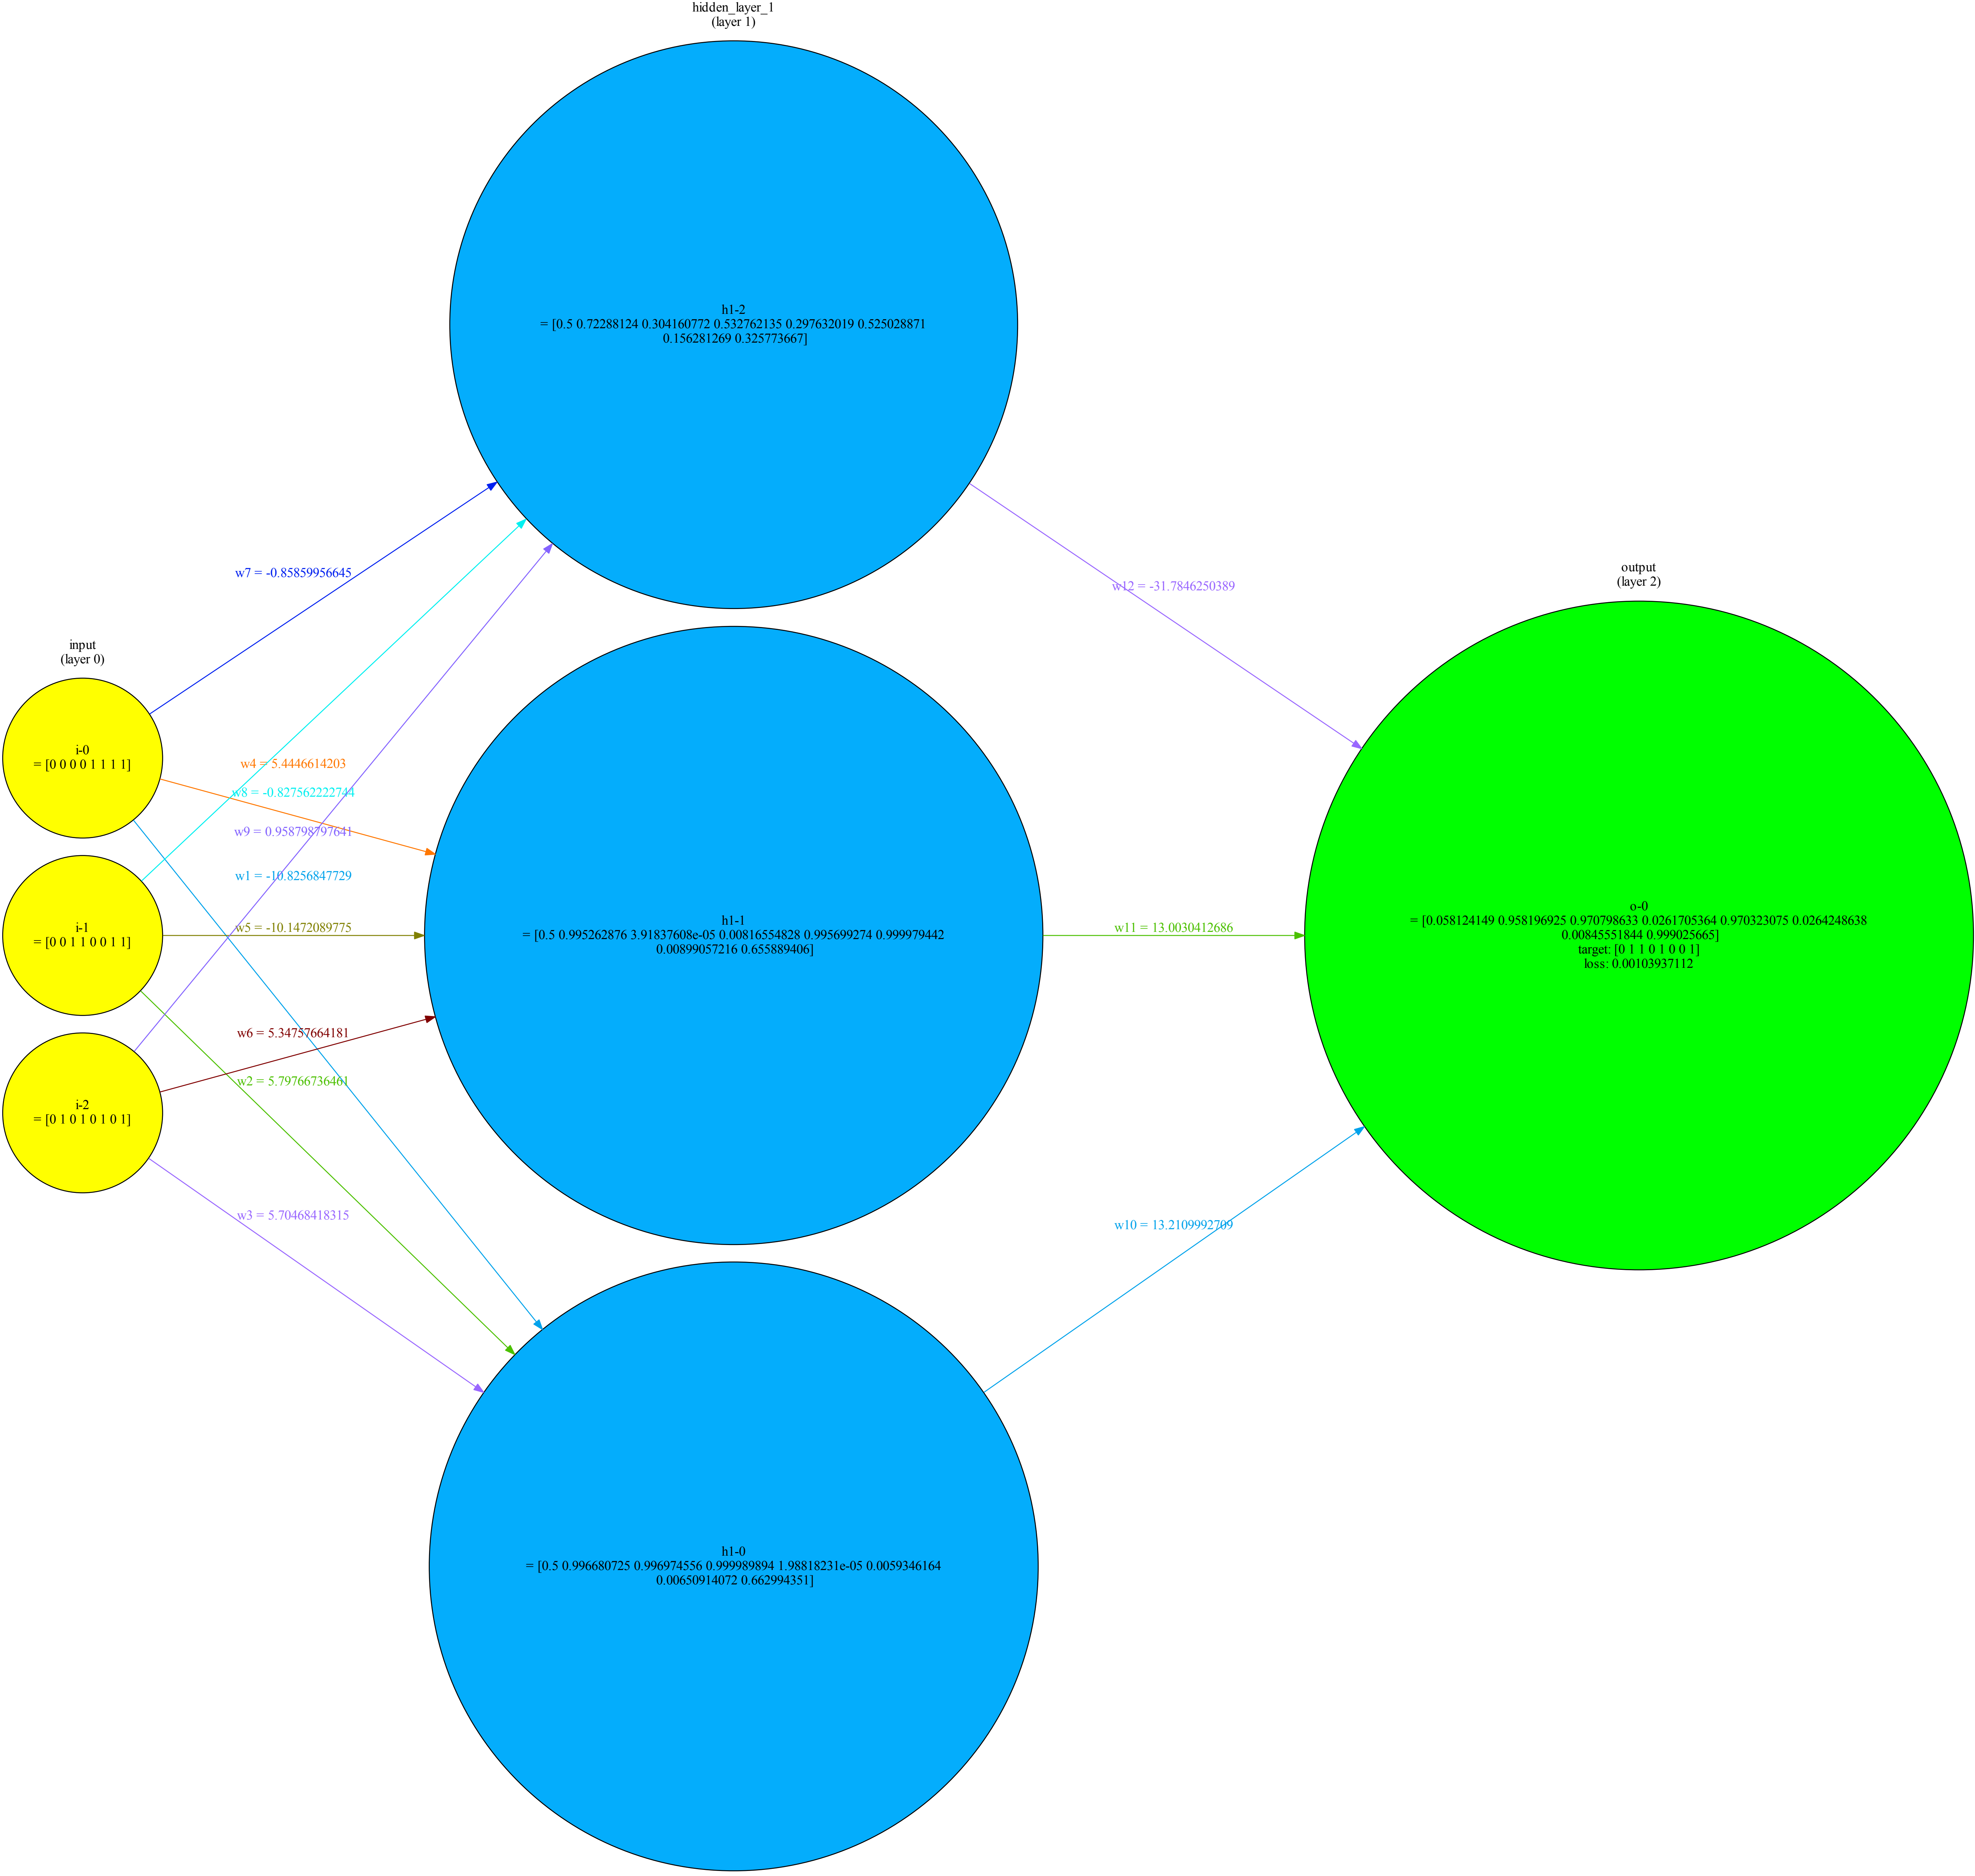 hidden_layer_1
(layer 1)
h1-2
= [0.5 0.72288124 0.304160772 0.532762135 0.297632019 0.525028871
0.156281269 0.325773667]
w7 = -0.85859956645
w12 = -31.7846250389
output
(layer 2)
input
(layer 0)
i-0
= [0 0 0 0 1 1 1 1]
w4 = 5.4446614203
w8 = -0.827562222744
w9 = 0.958798797641
w1 = -10.8256847729
i-1
= [0 0 1 1 0 0 1 1]
w5 = -10.1472089775
h1-1
= [0.5 0.995262876 3.91837608e-05 0.00816554828 0.995699274 0.999979442
0.00899057216 0.655889406]
w11 = 13.0030412686
o-0
= [0.058124149 0.958196925 0.970798633 0.0261705364 0.970323075 0.0264248638
0.00845551844 0.999025665]
target: [0 1 1 0 1 0 0 1]
loss: 0.00103937112
w6 = 5.34757664181
w2 = 5.79766736461
i-2
= [0 1 0 1 0 1 0 1]
w3 = 5.70468418315
w10 = 13.2109992709
h1-0
= [0.5 0.996680725 0.996974556 0.999989894 1.98818231e-05 0.0059346164
0.00650914072 0.662994351]